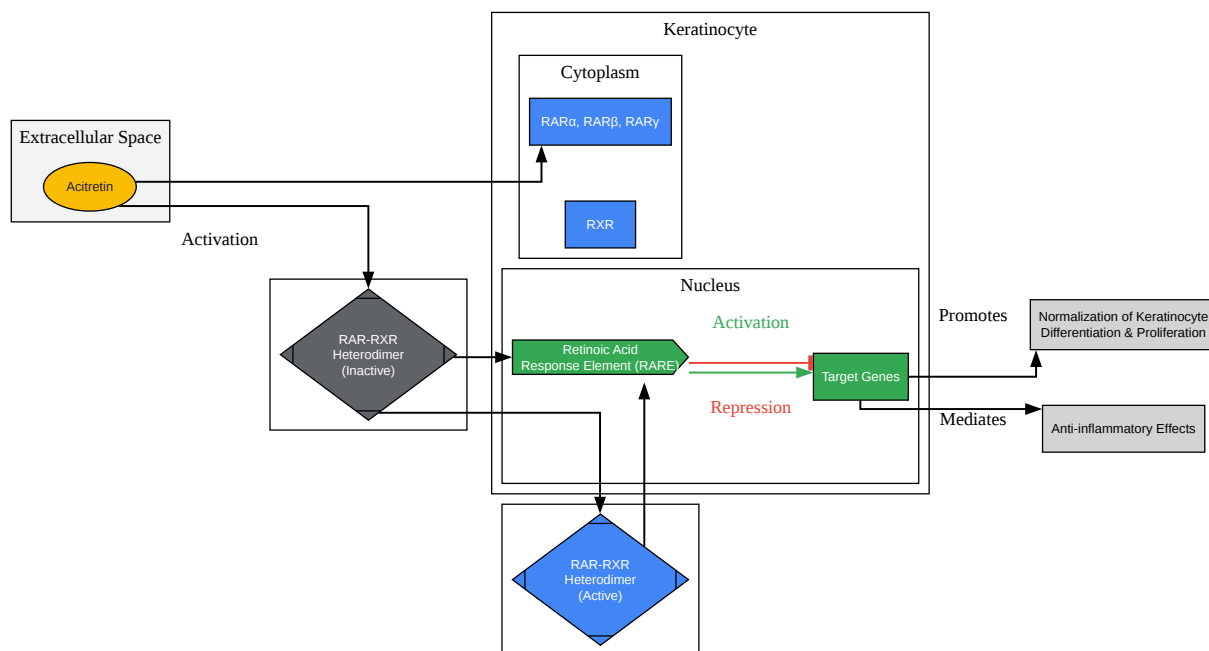 Keratinocyte
Cytoplasm
RARα, RARβ, RARγ
RXR
Extracellular Space
Acitretin
Activation
Nucleus
Activation
Retinoic Acid
Response Element (RARE)
Target Genes
Repression
RAR-RXR
Heterodimer
(Inactive)
Promotes
Normalization of Keratinocyte
Differentiation & Proliferation
Mediates
Anti-inflammatory Effects
RAR-RXR
Heterodimer
(Active)